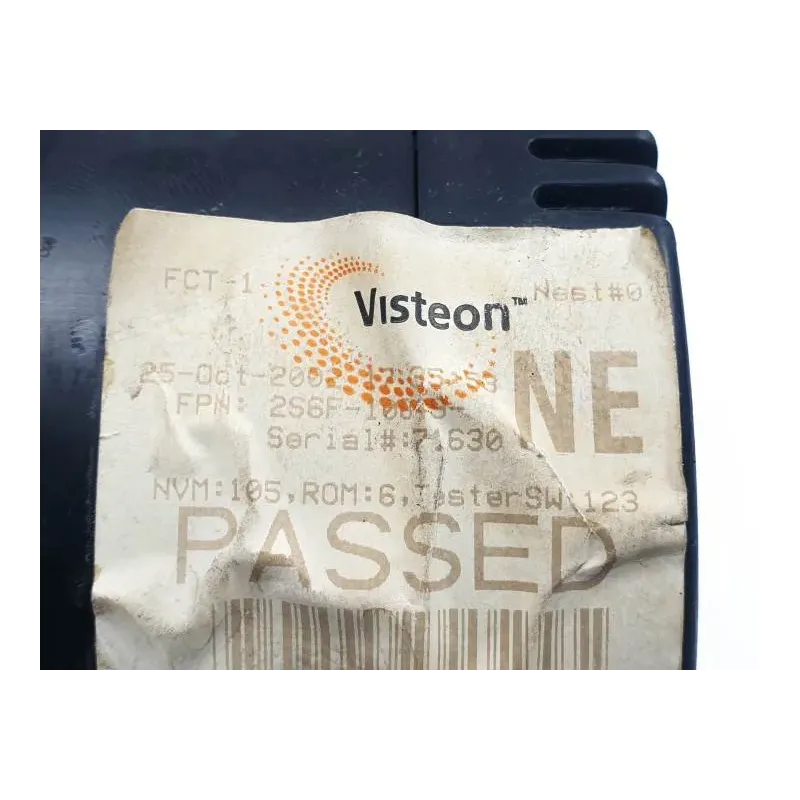 FCT-1
Visteon™
Nest#0
25-Oct-200
FPN: 2S6F-
NE
Serial#:7.630
NVM:105,ROM:6,TesterSW:123
PASSED